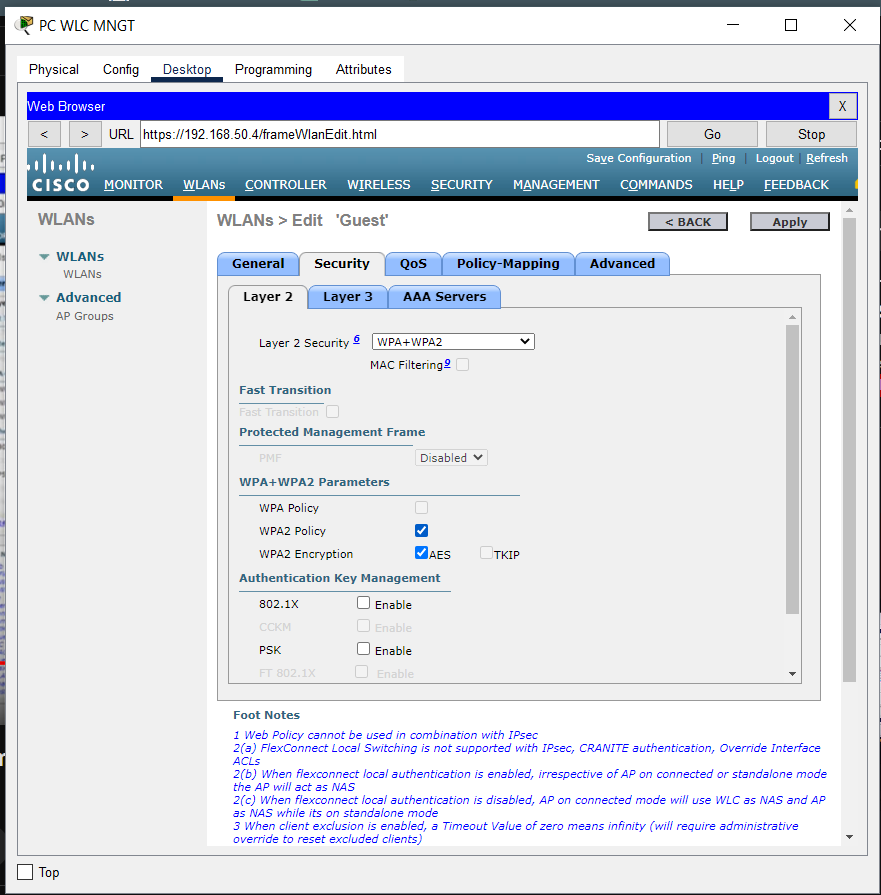 PC WLC MNGT
Physical Config Desktop Programming Attributes
Web Browser X
< > URL https://192.168.50.4/frameWlanEdit.html Go Stop
Save Configuration | Ping | Logout | Refresh
CISCO MONITOR WLANs CONTROLLER WIRELESS SECURITY MANAGEMENT COMMANDS HELP FEEDBACK
WLANs
WLANs
WLANs
Advanced
AP Groups
WLANs > Edit 'Guest' < BACK Apply
General Security QoS Policy-Mapping Advanced
Layer 2 Layer 3 AAA Servers
Layer 2 Security 6 WPA+WPA2
MAC Filtering9
Fast Transition
Fast Transition
Protected Management Frame
PMF Disabled
WPA+WPA2 Parameters
WPA Policy
WPA2 Policy
WPA2 Encryption AES TKIP
Authentication Key Management
802.1X Enable
CCKM Enable
PSK Enable
FT 802.1X Enable
Foot Notes
1 Web Policy cannot be used in combination with IPsec
2(a) FlexConnect Local Switching is not supported with IPsec, CRANITE authentication, Override Interface
ACLs
2(b) When flexconnect local authentication is enabled, irrespective of AP on connected or standalone mode
the AP will act as NAS
2(c) When flexconnect local authentication is disabled, AP on connected mode will use WLC as NAS and AP
as NAS while its on standalone mode
3 When client exclusion is enabled, a Timeout Value of zero means infinity (will require administrative
override to reset excluded clients)
Top